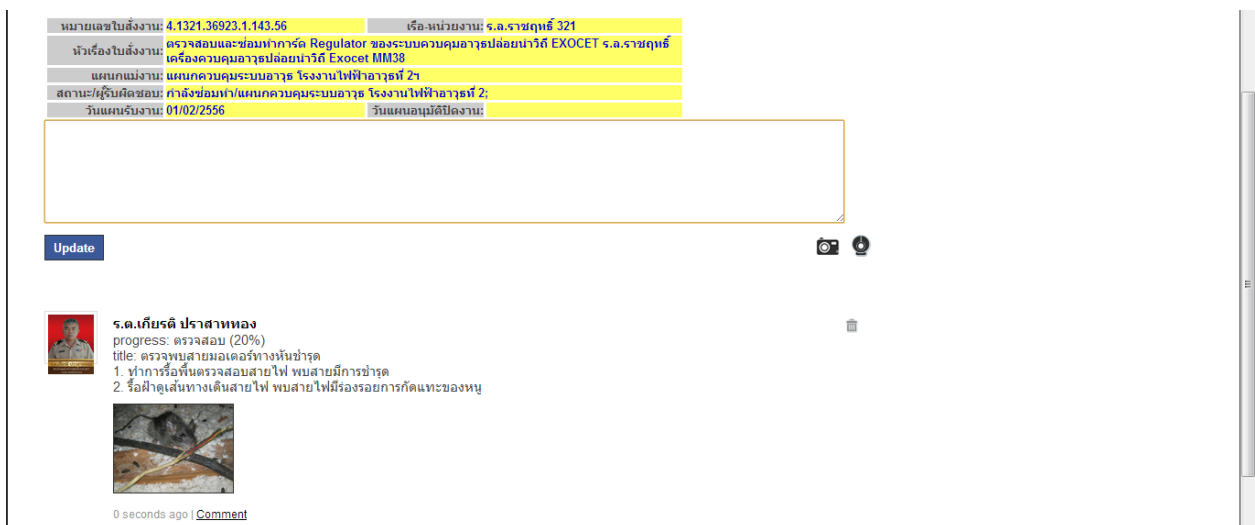 หมายเลขใบสั่งงาน: 4.1321.36923.1.143.56 เรือ-หน่วยงาน: ร.ล.ราชฤทธิ์ 321
หัวเรื่องใบสั่งงาน: ตรวจสอบและซ่อมทำการ์ด Regulator ของระบบควบคุมอาวุธปล่อยนำวิถี EXOCET ร.ล.ราชฤทธิ์
เครื่องควบคุมอาวุธปล่อยนำวิถี Exocet MM38
แผนกแม่งาน: แผนกควบคุมระบบอาวุธ โรงงานไฟฟ้าอาวุธที่ 2ฯ
สถานะ/ผู้รับผิดชอบ: กำลังซ่อมทำ/แผนกควบคุมระบบอาวุธ โรงงานไฟฟ้าอาวุธที่ 2;
วันแผนรับงาน: 01/02/2556 วันแผนอนุมัติปิดงาน:
Update
ร.ต.เกียรติ ปราสาททอง
progress: ตรวจสอบ (20%)
title: ตรวจพบสายมอเตอร์ทางหันชำรุด
1. ทำการรื้อพื้นตรวจสอบสายไฟ พบสายมีการชำรุด
2. รื้อฝ้าดูเส้นทางเดินสายไฟ พบสายไฟมีร่องรอยการกัดแทะของหนู
0 seconds ago | Comment